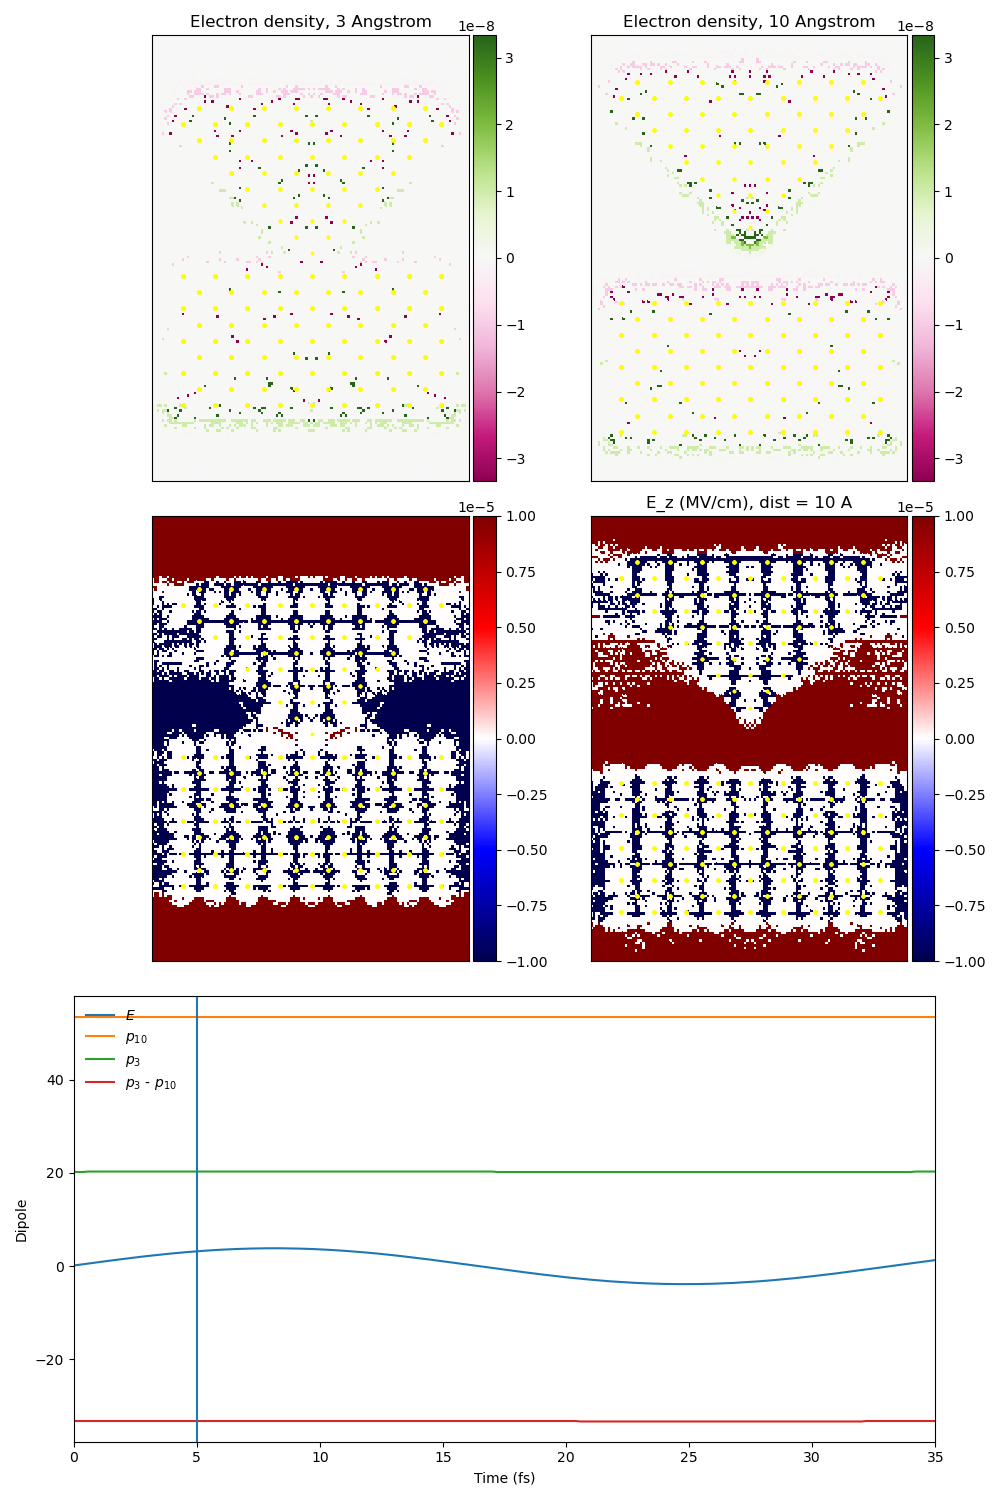 Electron density, 3 Angstrom
1e−8
3
2
1
0
−1
−2
−3
Electron density, 10 Angstrom
1e−8
3
2
1
0
−1
−2
−3
1e−5
1.00
0.75
0.50
0.25
0.00
−0.25
−0.50
−0.75
−1.00
E_z (MV/cm), dist = 10 A
1e−5
1.00
0.75
0.50
0.25
0.00
−0.25
−0.50
−0.75
−1.00
E
p10
p3
p3 - p10
40
20
0
−20
Dipole
0 5 10 15 20 25 30 35
Time (fs)